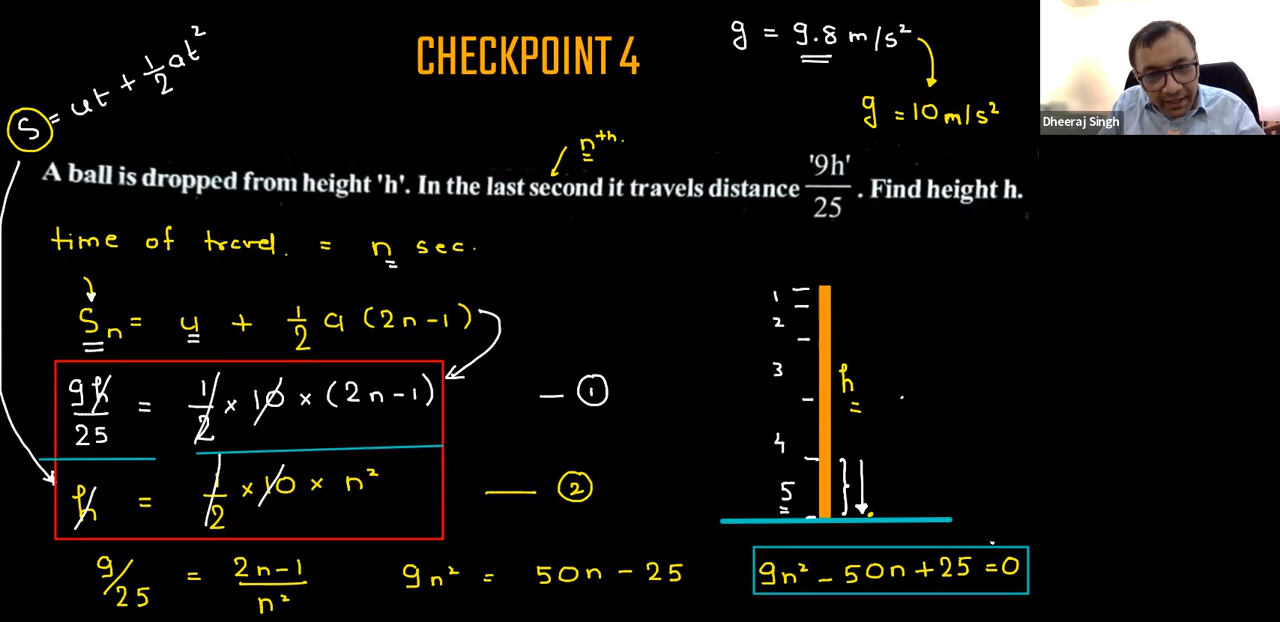 CHECKPOINT 4
g = 9.8 m/s²
g = 10 m/s²
Dheeraj Singh
S = ut + 1/2 at²
nth.
A ball is dropped from height 'h'. In the last second it travels distance '9h'/25 . Find height h.
time of travel. = n sec.
Sn = u + 1/2 a (2n-1)
9h/25 = 1/2 × 10 × (2n-1) — ①
h = 1/2 × 10 × n² — ②
9/25 = 2n-1/n²
9n² = 50n - 25
9n² - 50n + 25 = 0
1
2
3
h
4
5